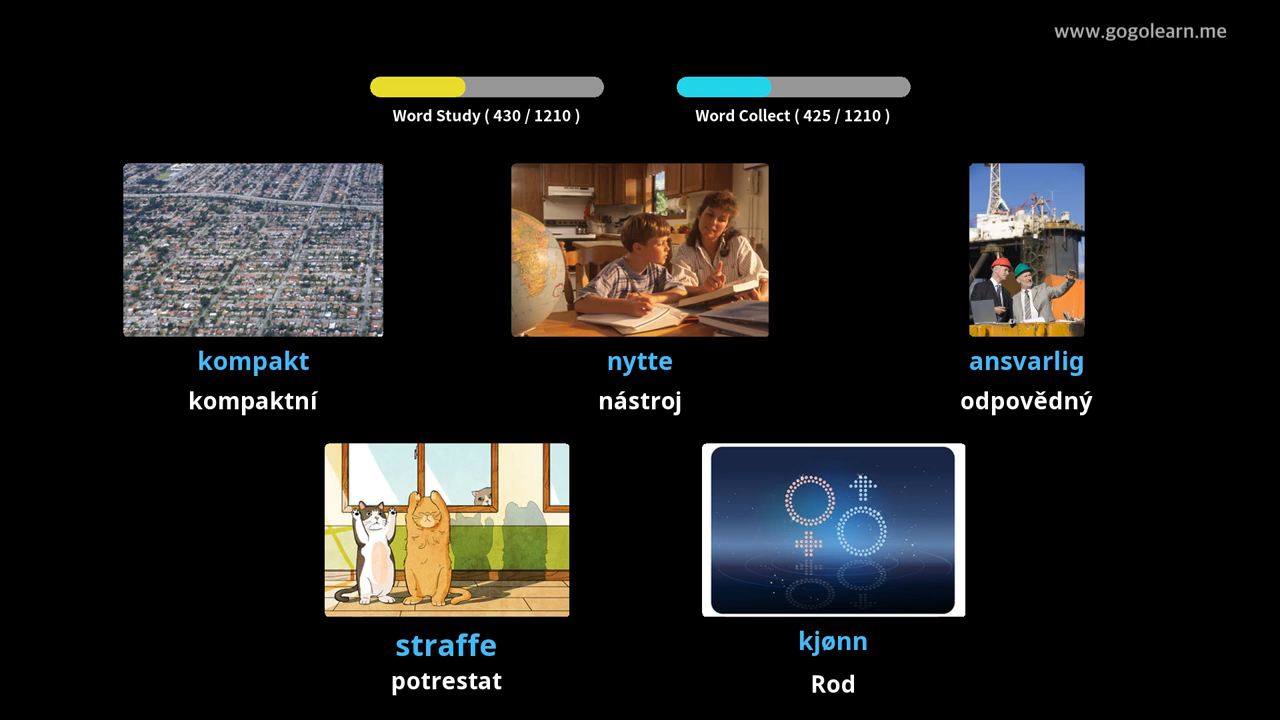 www.gogolearn.me
Word Study ( 430 / 1210 )
Word Collect ( 425 / 1210 )
kompakt
kompaktní
nytte
nástroj
ansvarlig
odpovědný
straffe
potrestat
kjønn
Rod